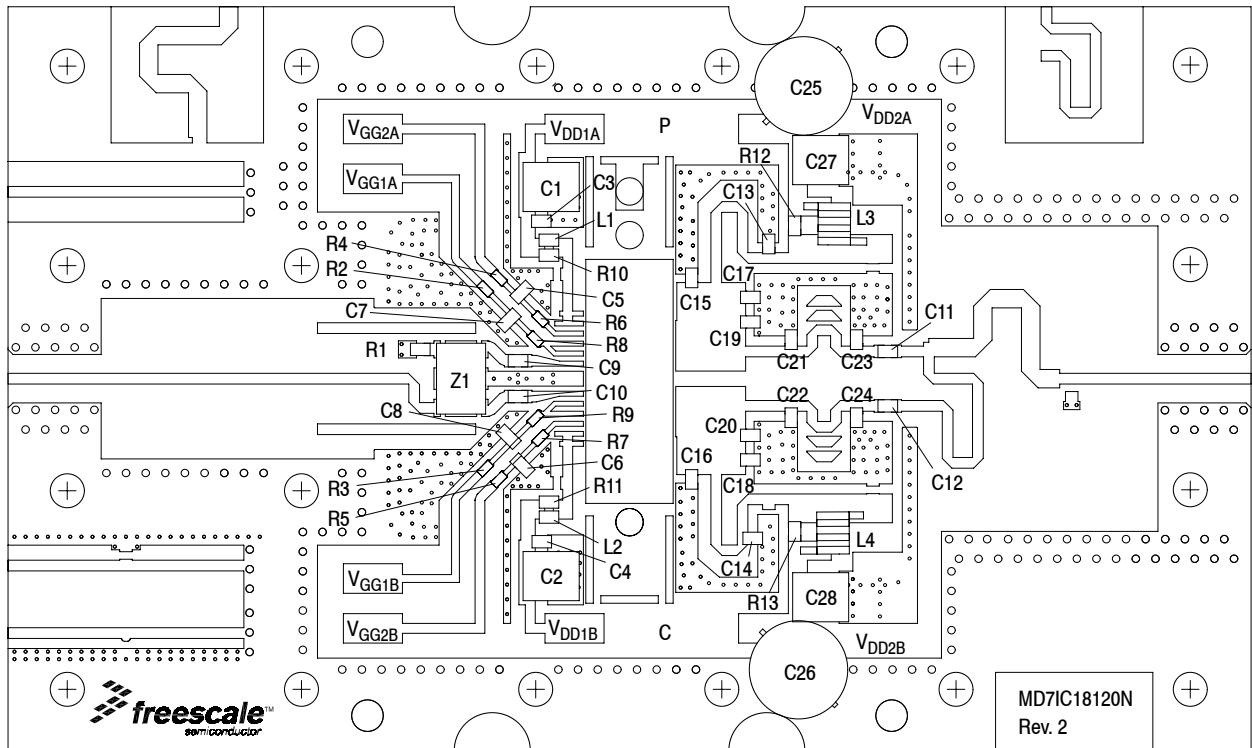 C25
P
VDD2A
VGG2A
VDD1A
R12
C27
VGG1A
C1
C3
C13
L3
L1
R4
R2
R10
C17
C5
C15
C7
R6
C11
R1
R8
C19
C21
C23
C9
Z1
C10
C22
C24
C8
R9
C20
R7
C16
C6
R3
C18
C12
R11
R5
L2
L4
C4
C14
C2
VGG1B
R13
C28
VGG2B
VDD1B
C
VDD2B
C26
MD7IC18120N
Rev. 2
freescale™
semiconductor